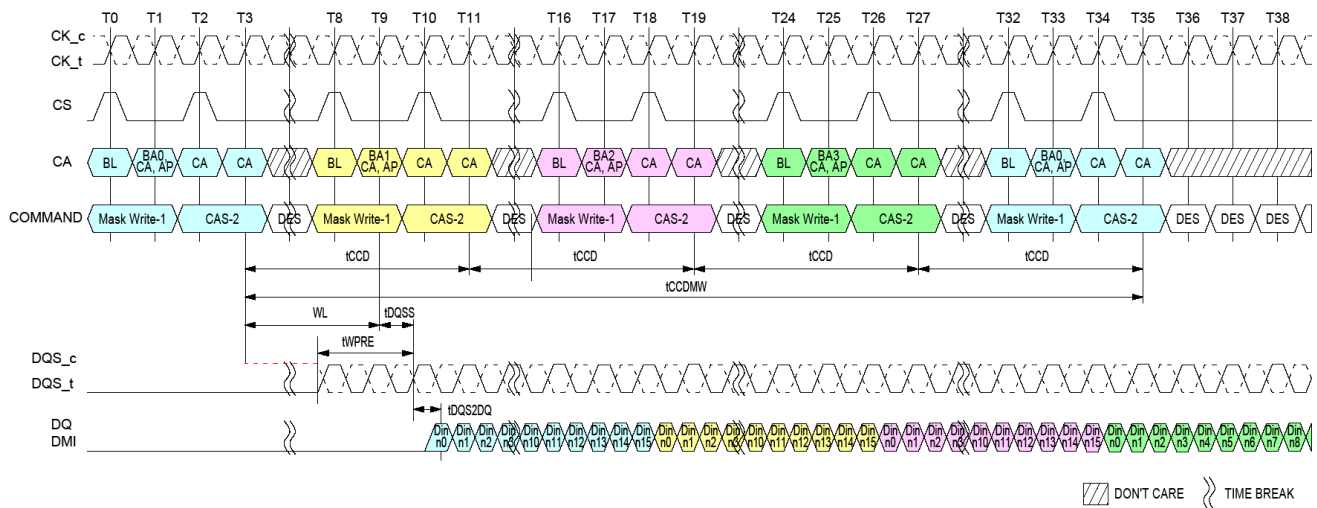 T0 T1 T2 T3 T8 T9 T10 T11 T16 T17 T18 T19 T24 T25 T26 T27 T32 T33 T34 T35 T36 T37 T38
CK_c
CK_t
CS
CA BL BA0, CA, AP CA CA BL BA1 CA, AP CA CA BL BA2 CA, AP CA CA BL BA3 CA, AP CA CA BL BA0, CA, AP CA CA
COMMAND Mask Write-1 CAS-2 DES Mask Write-1 CAS-2 DES Mask Write-1 CAS-2 DES Mask Write-1 CAS-2 DES Mask Write-1 CAS-2 DES DES DES
tCCD tCCD tCCD tCCD
tCCDMW
WL tDQSS
tWPRE
DQS_c
DQS_t
tDQS2DQ
DQ
DMI
Din n0 Din n1 Din n2 Din n3 Din n10 Din n11 Din n12 Din n13 Din n14 Din n15 Din n0 Din n1 Din n2 Din n3 Din n10 Din n11 Din n12 Din n13 Din n14 Din n15 Din n0 Din n1 Din n2 Din n3 Din n10 Din n11 Din n12 Din n13 Din n14 Din n15 Din n0 Din n1 Din n2 Din n3 Din n4 Din n5 Din n6 Din n7 Din n8
DON'T CARE TIME BREAK